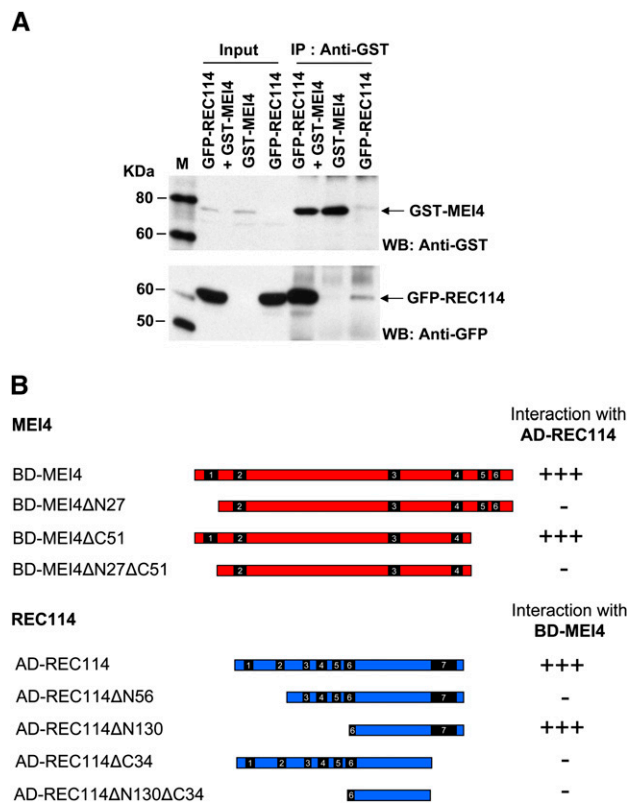 A
Input
IP : Anti-GST
KDa
M
GFP-REC114
+ GST-MEI4
GST-MEI4
GFP-REC114
GFP-REC114
+ GST-MEI4
GST-MEI4
GFP-REC114
80
60
GST-MEI4
WB: Anti-GST
60
50
GFP-REC114
WB: Anti-GFP
B
MEI4
Interaction with
AD-REC114
BD-MEI4 1 2 3 4 5 6 +++
BD-MEI4ΔN27 2 3 4 5 6 -
BD-MEI4ΔC51 1 2 3 4 +++
BD-MEI4ΔN27ΔC51 2 3 4 -
REC114
Interaction with
BD-MEI4
AD-REC114 1 2 3 4 5 6 7 +++
AD-REC114ΔN56 3 4 5 6 7 -
AD-REC114ΔN130 6 7 +++
AD-REC114ΔC34 1 2 3 4 5 6 -
AD-REC114ΔN130ΔC34 6 -